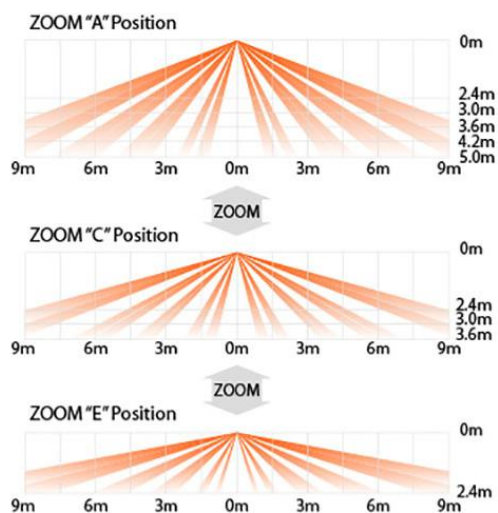 ZOOM "A" Position
0m
2.4m
3.0m
3.6m
4.2m
5.0m
9m 6m 3m 0m 3m 6m 9m
ZOOM
ZOOM "C" Position
0m
2.4m
3.0m
3.6m
9m 6m 3m 0m 3m 6m 9m
ZOOM
ZOOM "E" Position
0m
2.4m
9m 6m 3m 0m 3m 6m 9m